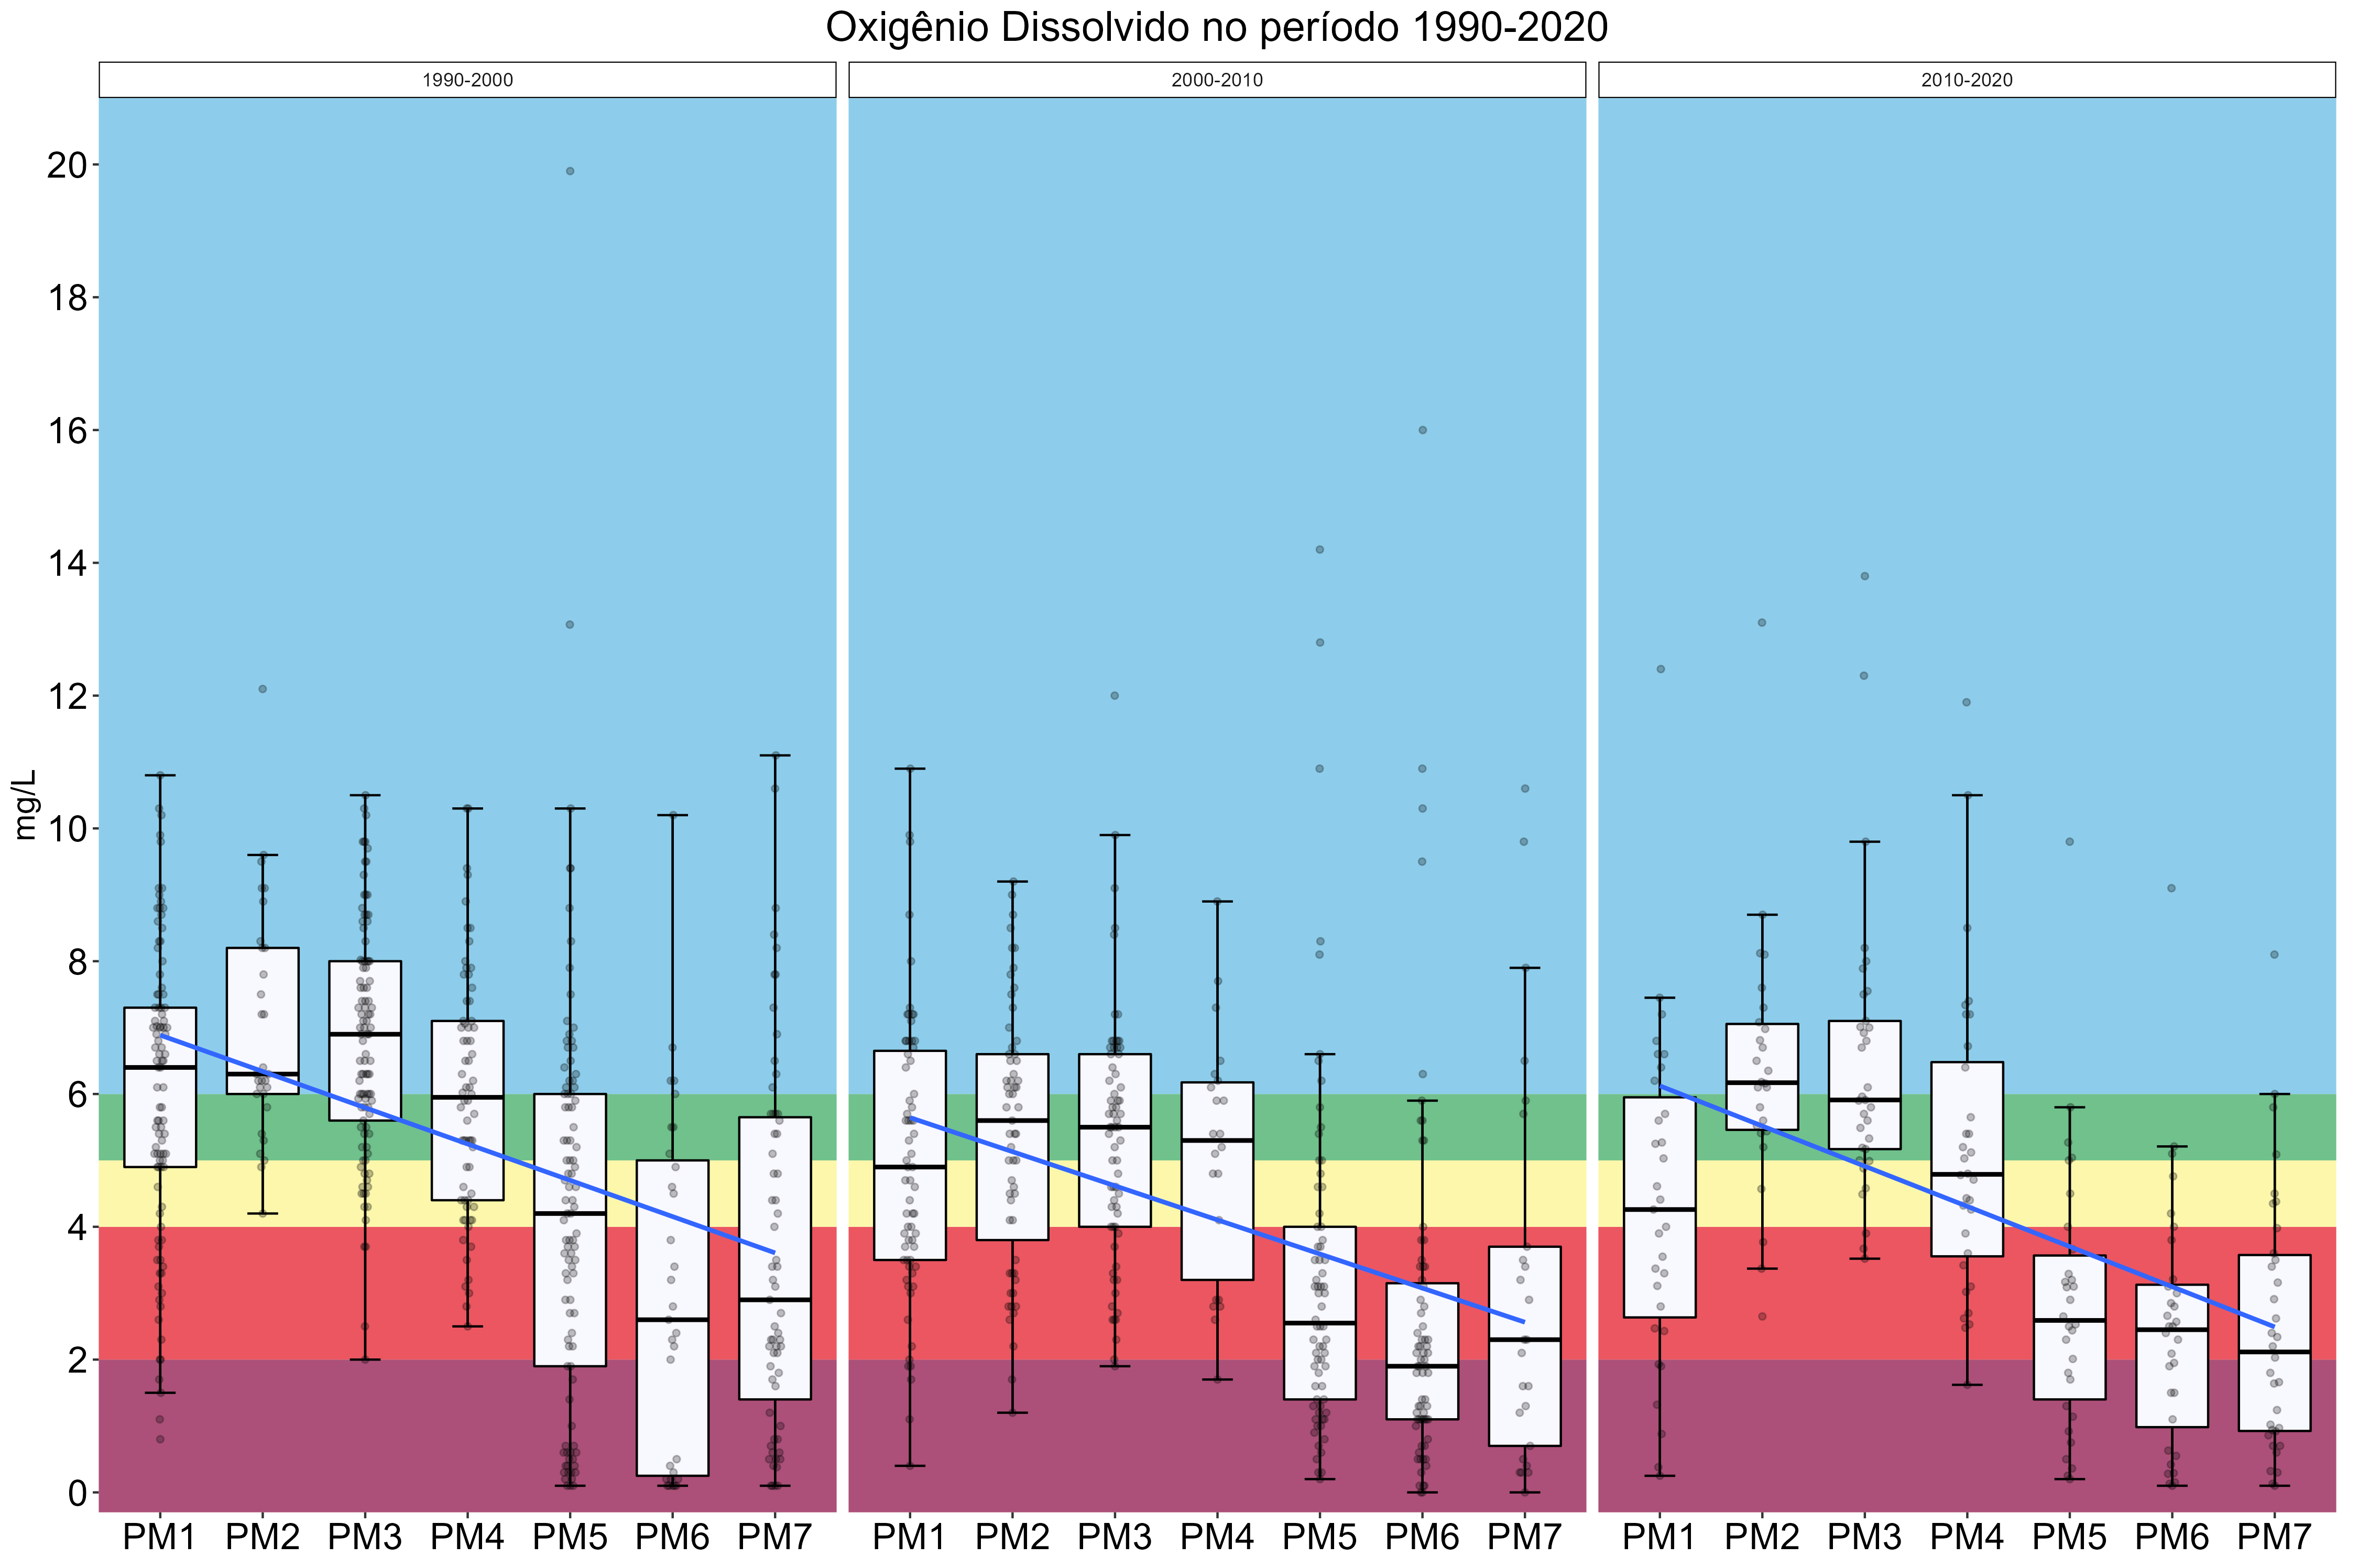 Oxigênio Dissolvido no período 1990-2020
1990-2000 2000-2010 2010-2020
20
18
16
14
12
10
8
6
4
2
0
mg/L
PM1 PM2 PM3 PM4 PM5 PM6 PM7 PM1 PM2 PM3 PM4 PM5 PM6 PM7 PM1 PM2 PM3 PM4 PM5 PM6 PM7